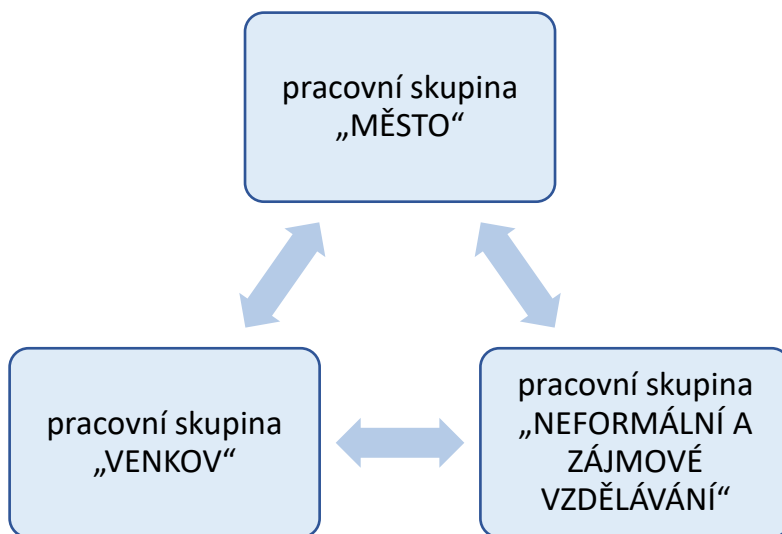 pracovní skupina
„MĚSTO“
pracovní skupina
„VENKOV“
pracovní skupina
„NEFORMÁLNÍ A
ZÁJMOVÉ
VZDĚLÁVÁNÍ“